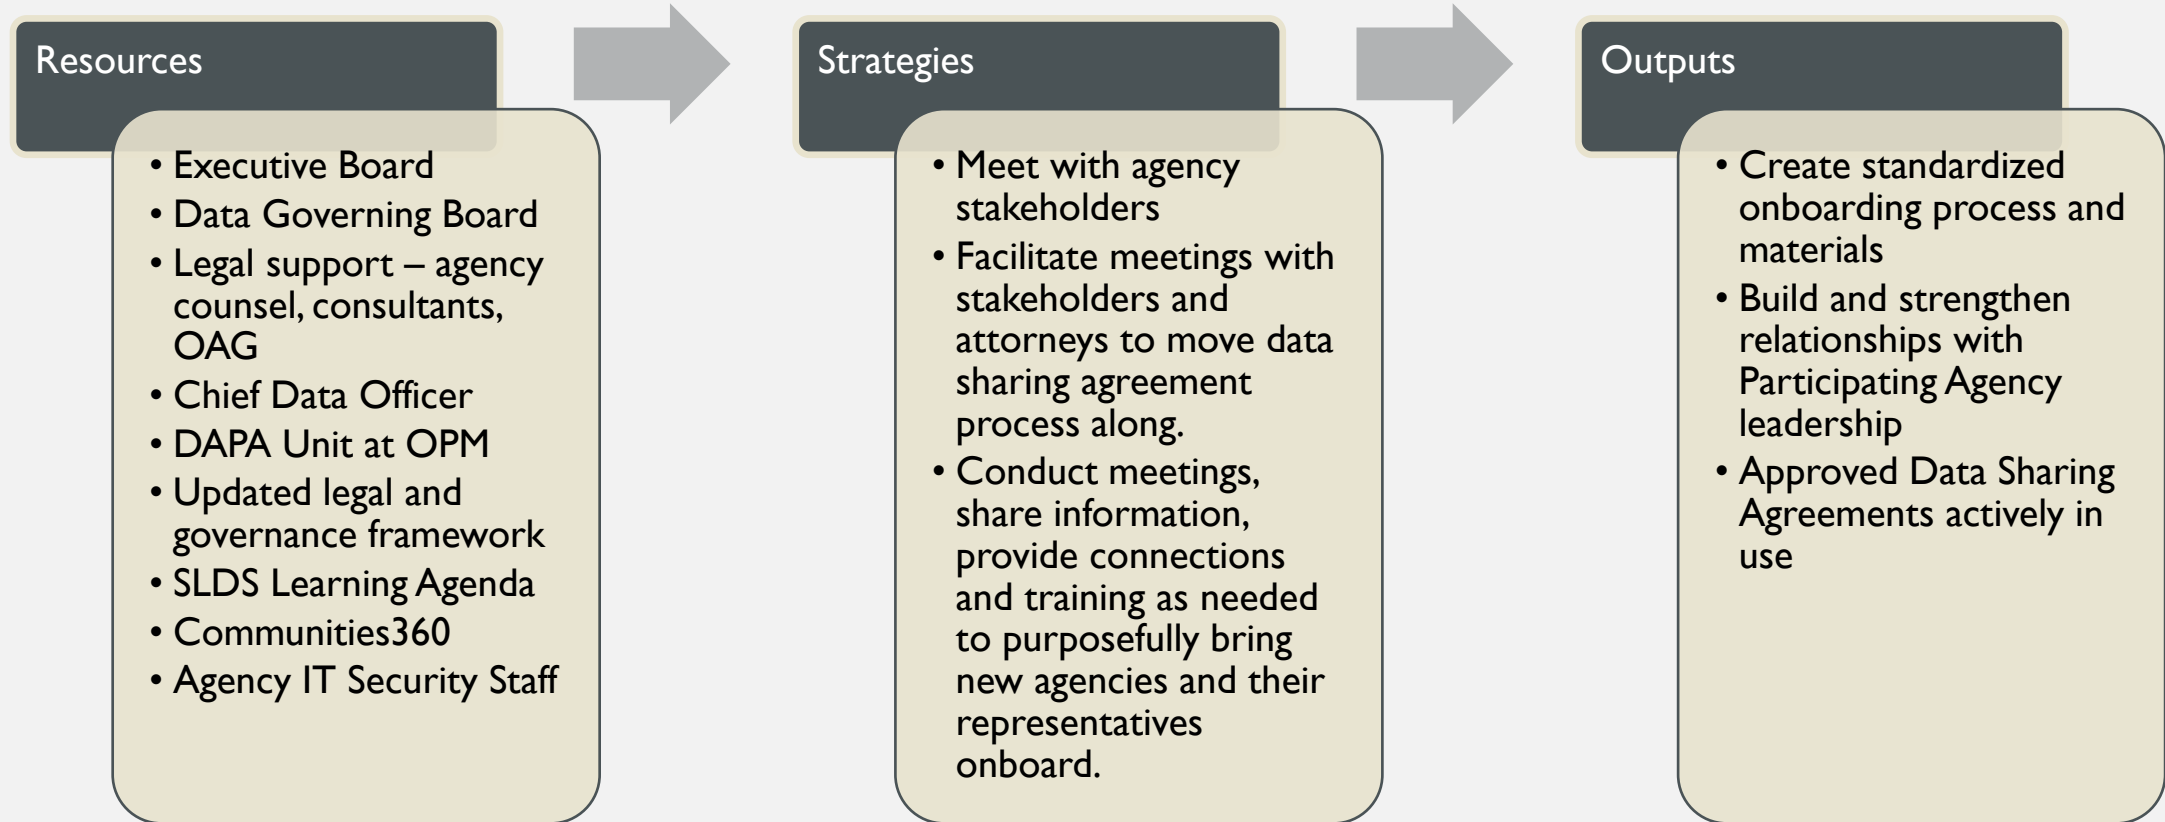 Resources
• Executive Board
• Data Governing Board
• Legal support – agency
counsel, consultants,
OAG
• Chief Data Officer
• DAPA Unit at OPM
• Updated legal and
governance framework
• SLDS Learning Agenda
• Communities360
• Agency IT Security Staff
Strategies
• Meet with agency
stakeholders
• Facilitate meetings with
stakeholders and
attorneys to move data
sharing agreement
process along.
• Conduct meetings,
share information,
provide connections
and training as needed
to purposefully bring
new agencies and their
representatives
onboard.
Outputs
• Create standardized
onboarding process and
materials
• Build and strengthen
relationships with
Participating Agency
leadership
• Approved Data Sharing
Agreements actively in
use